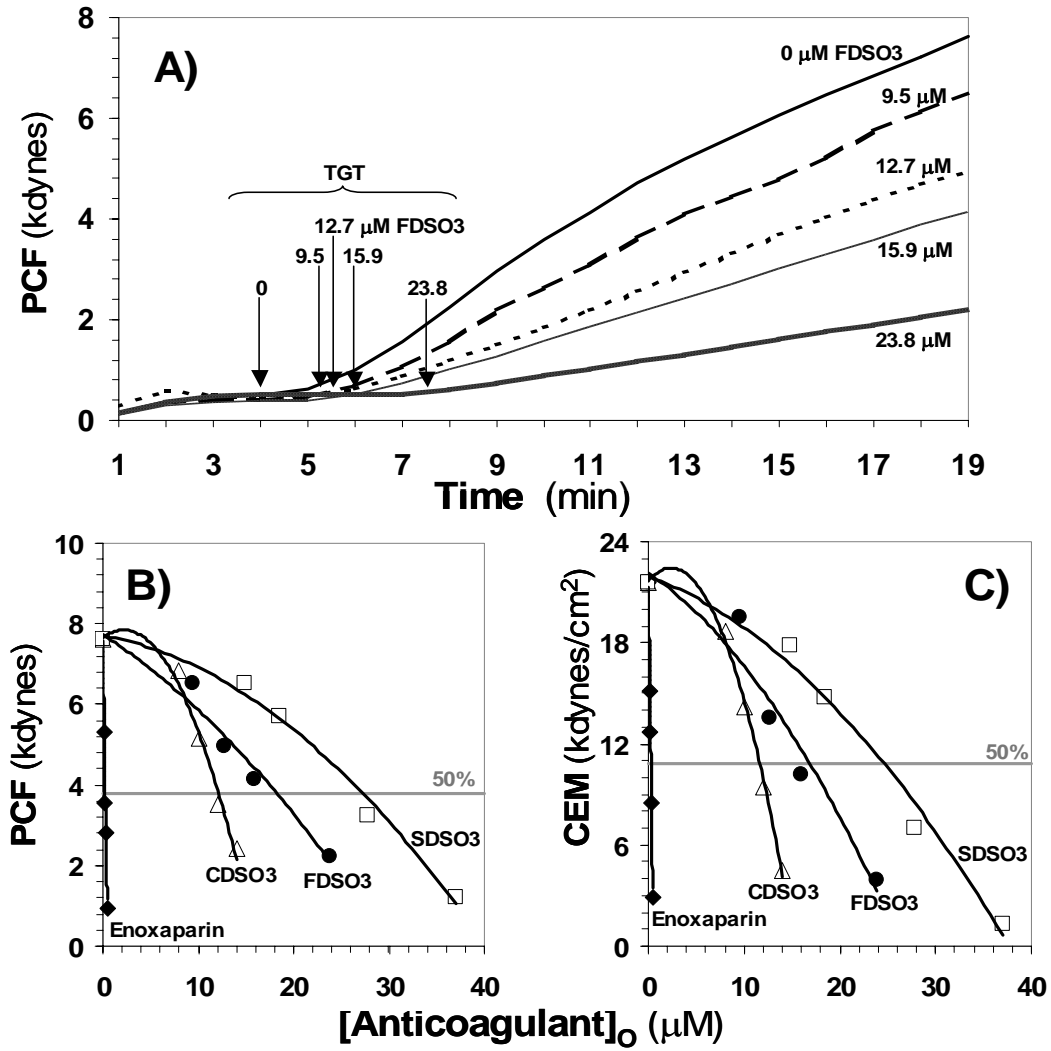 A)
PCF (kdynes)
8
6
4
2
0
0 μM FDSO3
9.5 μM
12.7 μM
15.9 μM
23.8 μM
TGT
12.7 μM FDSO3
9.5 15.9
0 23.8
1 3 5 7 9 11 13 15 17 19
Time (min)
B)
PCF (kdynes)
10
8
6
4
2
0
50%
SDSO3
CDSO3
FDSO3
Enoxaparin
0 20 40
C)
CEM (kdynes/cm²)
24
18
12
6
0
50%
SDSO3
CDSO3
FDSO3
Enoxaparin
0 10 20 30 40
[Anticoagulant]O (μM)